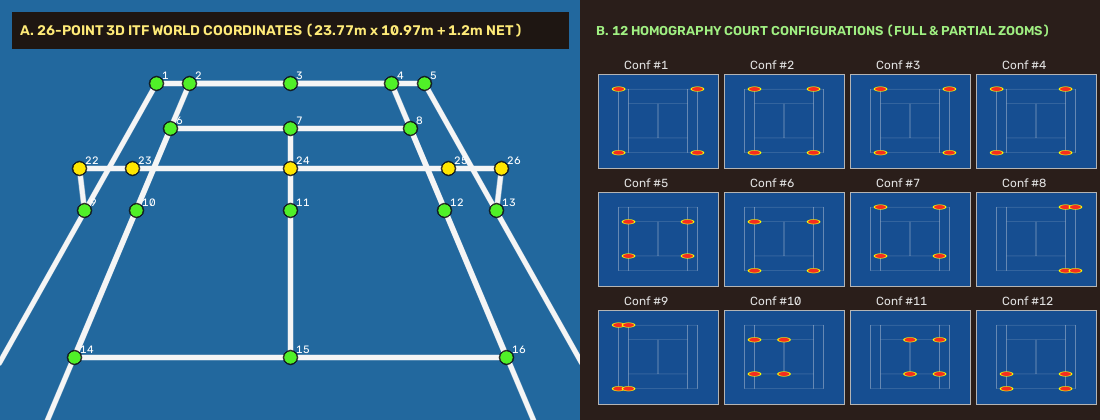 A. 26-POINT 3D ITF WORLD COORDINATES (23.77m x 10.97m + 1.2m NET)
1 2 3 4 5
6 7 8
22 23 24 25 26
9 10 11 12 13
14 15 16
B. 12 HOMOGRAPHY COURT CONFIGURATIONS (FULL & PARTIAL ZOOMS)
Conf #1 Conf #2 Conf #3 Conf #4
Conf #5 Conf #6 Conf #7 Conf #8
Conf #9 Conf #10 Conf #11 Conf #12